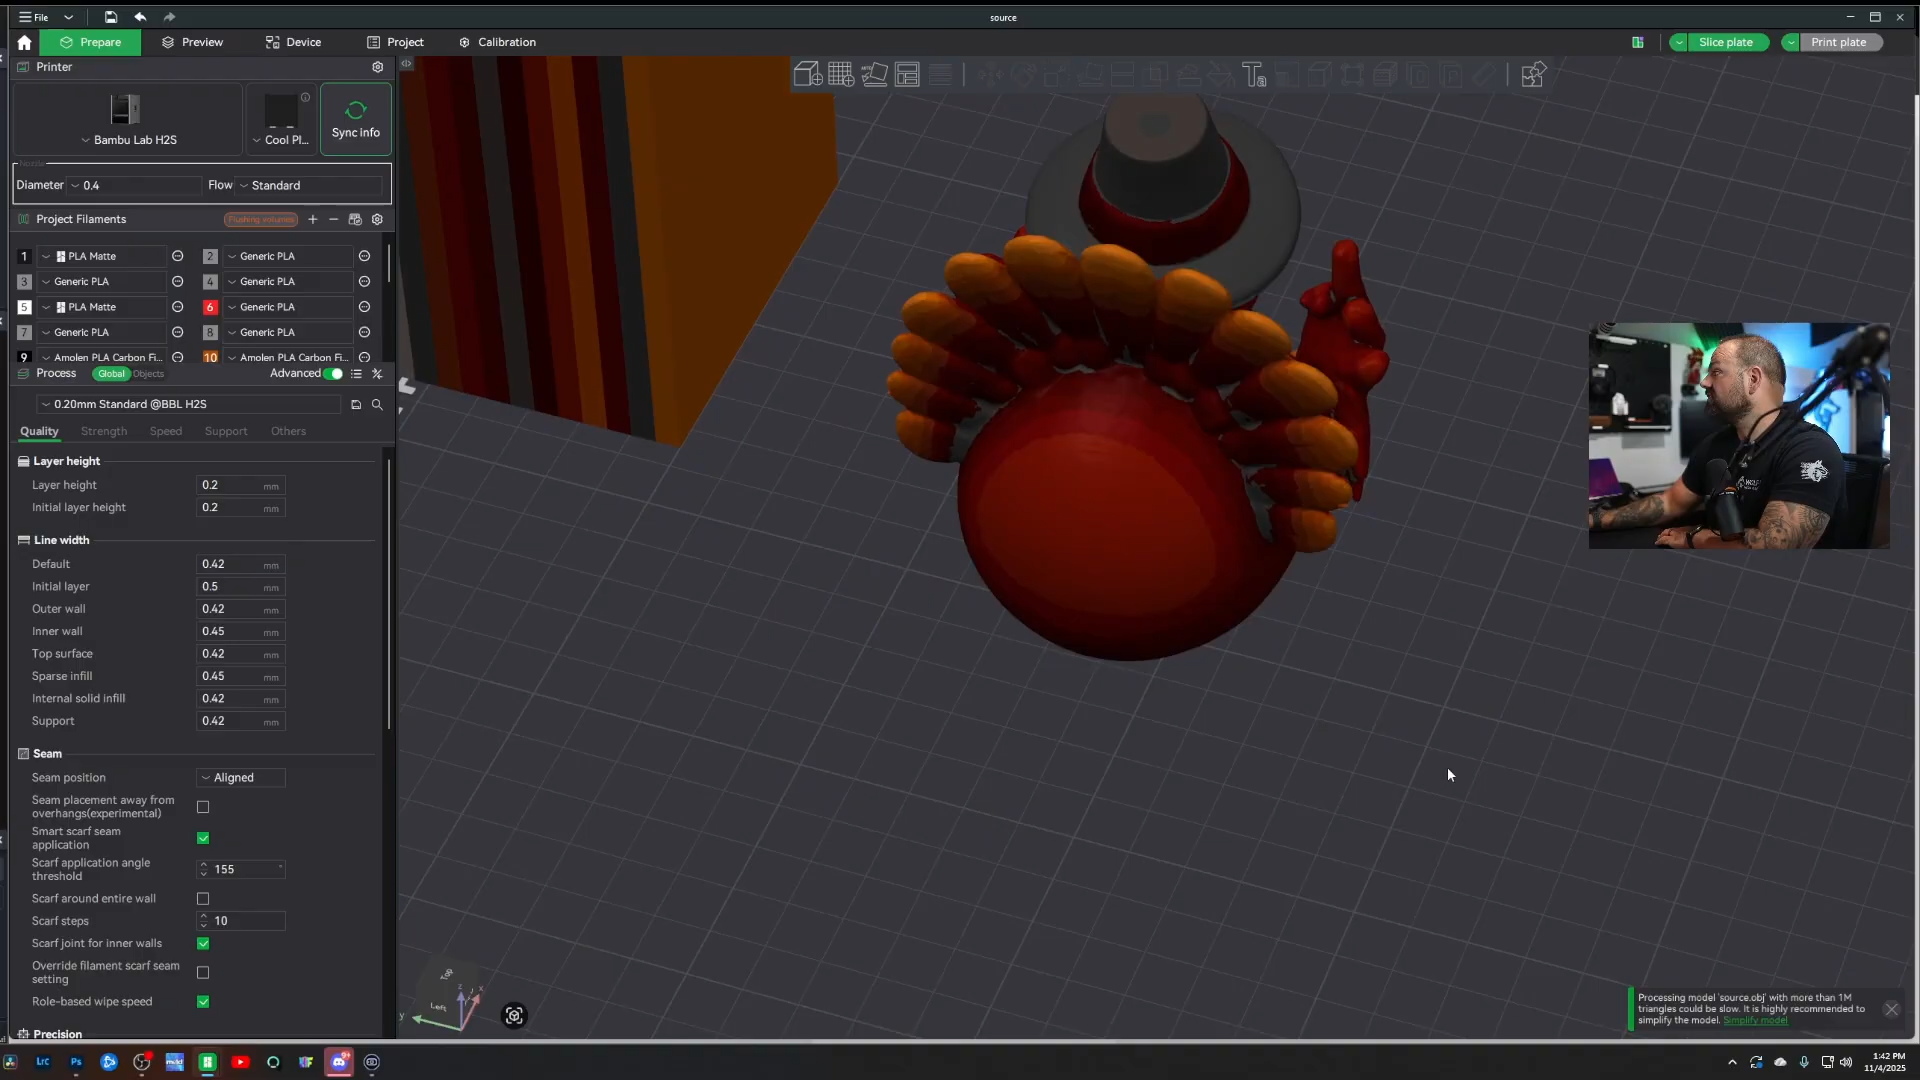 File
source
Prepare
Preview
Device
Project
Calibration
Slice plate
Print plate
Printer
Bambu Lab H2S
Cool Pl...
Sync info
Nozzle
Diameter 0.4 Flow Standard
Project Filaments Flushing volumes
1 PLA Matte 2 Generic PLA
3 Generic PLA 4 Generic PLA
5 PLA Matte 6 Generic PLA
7 Generic PLA 8 Generic PLA
9 Amolen PLA Carbon Fi... 10 Amolen PLA Carbon Fi...
Process Global Objects Advanced
0.20mm Standard @BBL H2S
Quality Strength Speed Support Others
Layer height
Layer height 0.2 mm
Initial layer height 0.2 mm
Line width
Default 0.42 mm
Initial layer 0.5 mm
Outer wall 0.42 mm
Inner wall 0.45 mm
Top surface 0.42 mm
Sparse infill 0.45 mm
Internal solid infill 0.42 mm
Support 0.42 mm
Seam
Seam position Aligned
Seam placement away from
overhangs(experimental)
Smart scarf seam
application
Scarf application angle
threshold 155 °
Scarf around entire wall
Scarf steps 10
Scarf joint for inner walls
Override filament scarf seam
setting
Role-based wipe speed
Precision
Top
Left
z
x
y
Processing model 'source.obj' with more than 1M
triangles could be slow. It is highly recommended to
simplify the model. Simplify model
LrC
Ps
1:42 PM
11/4/2025